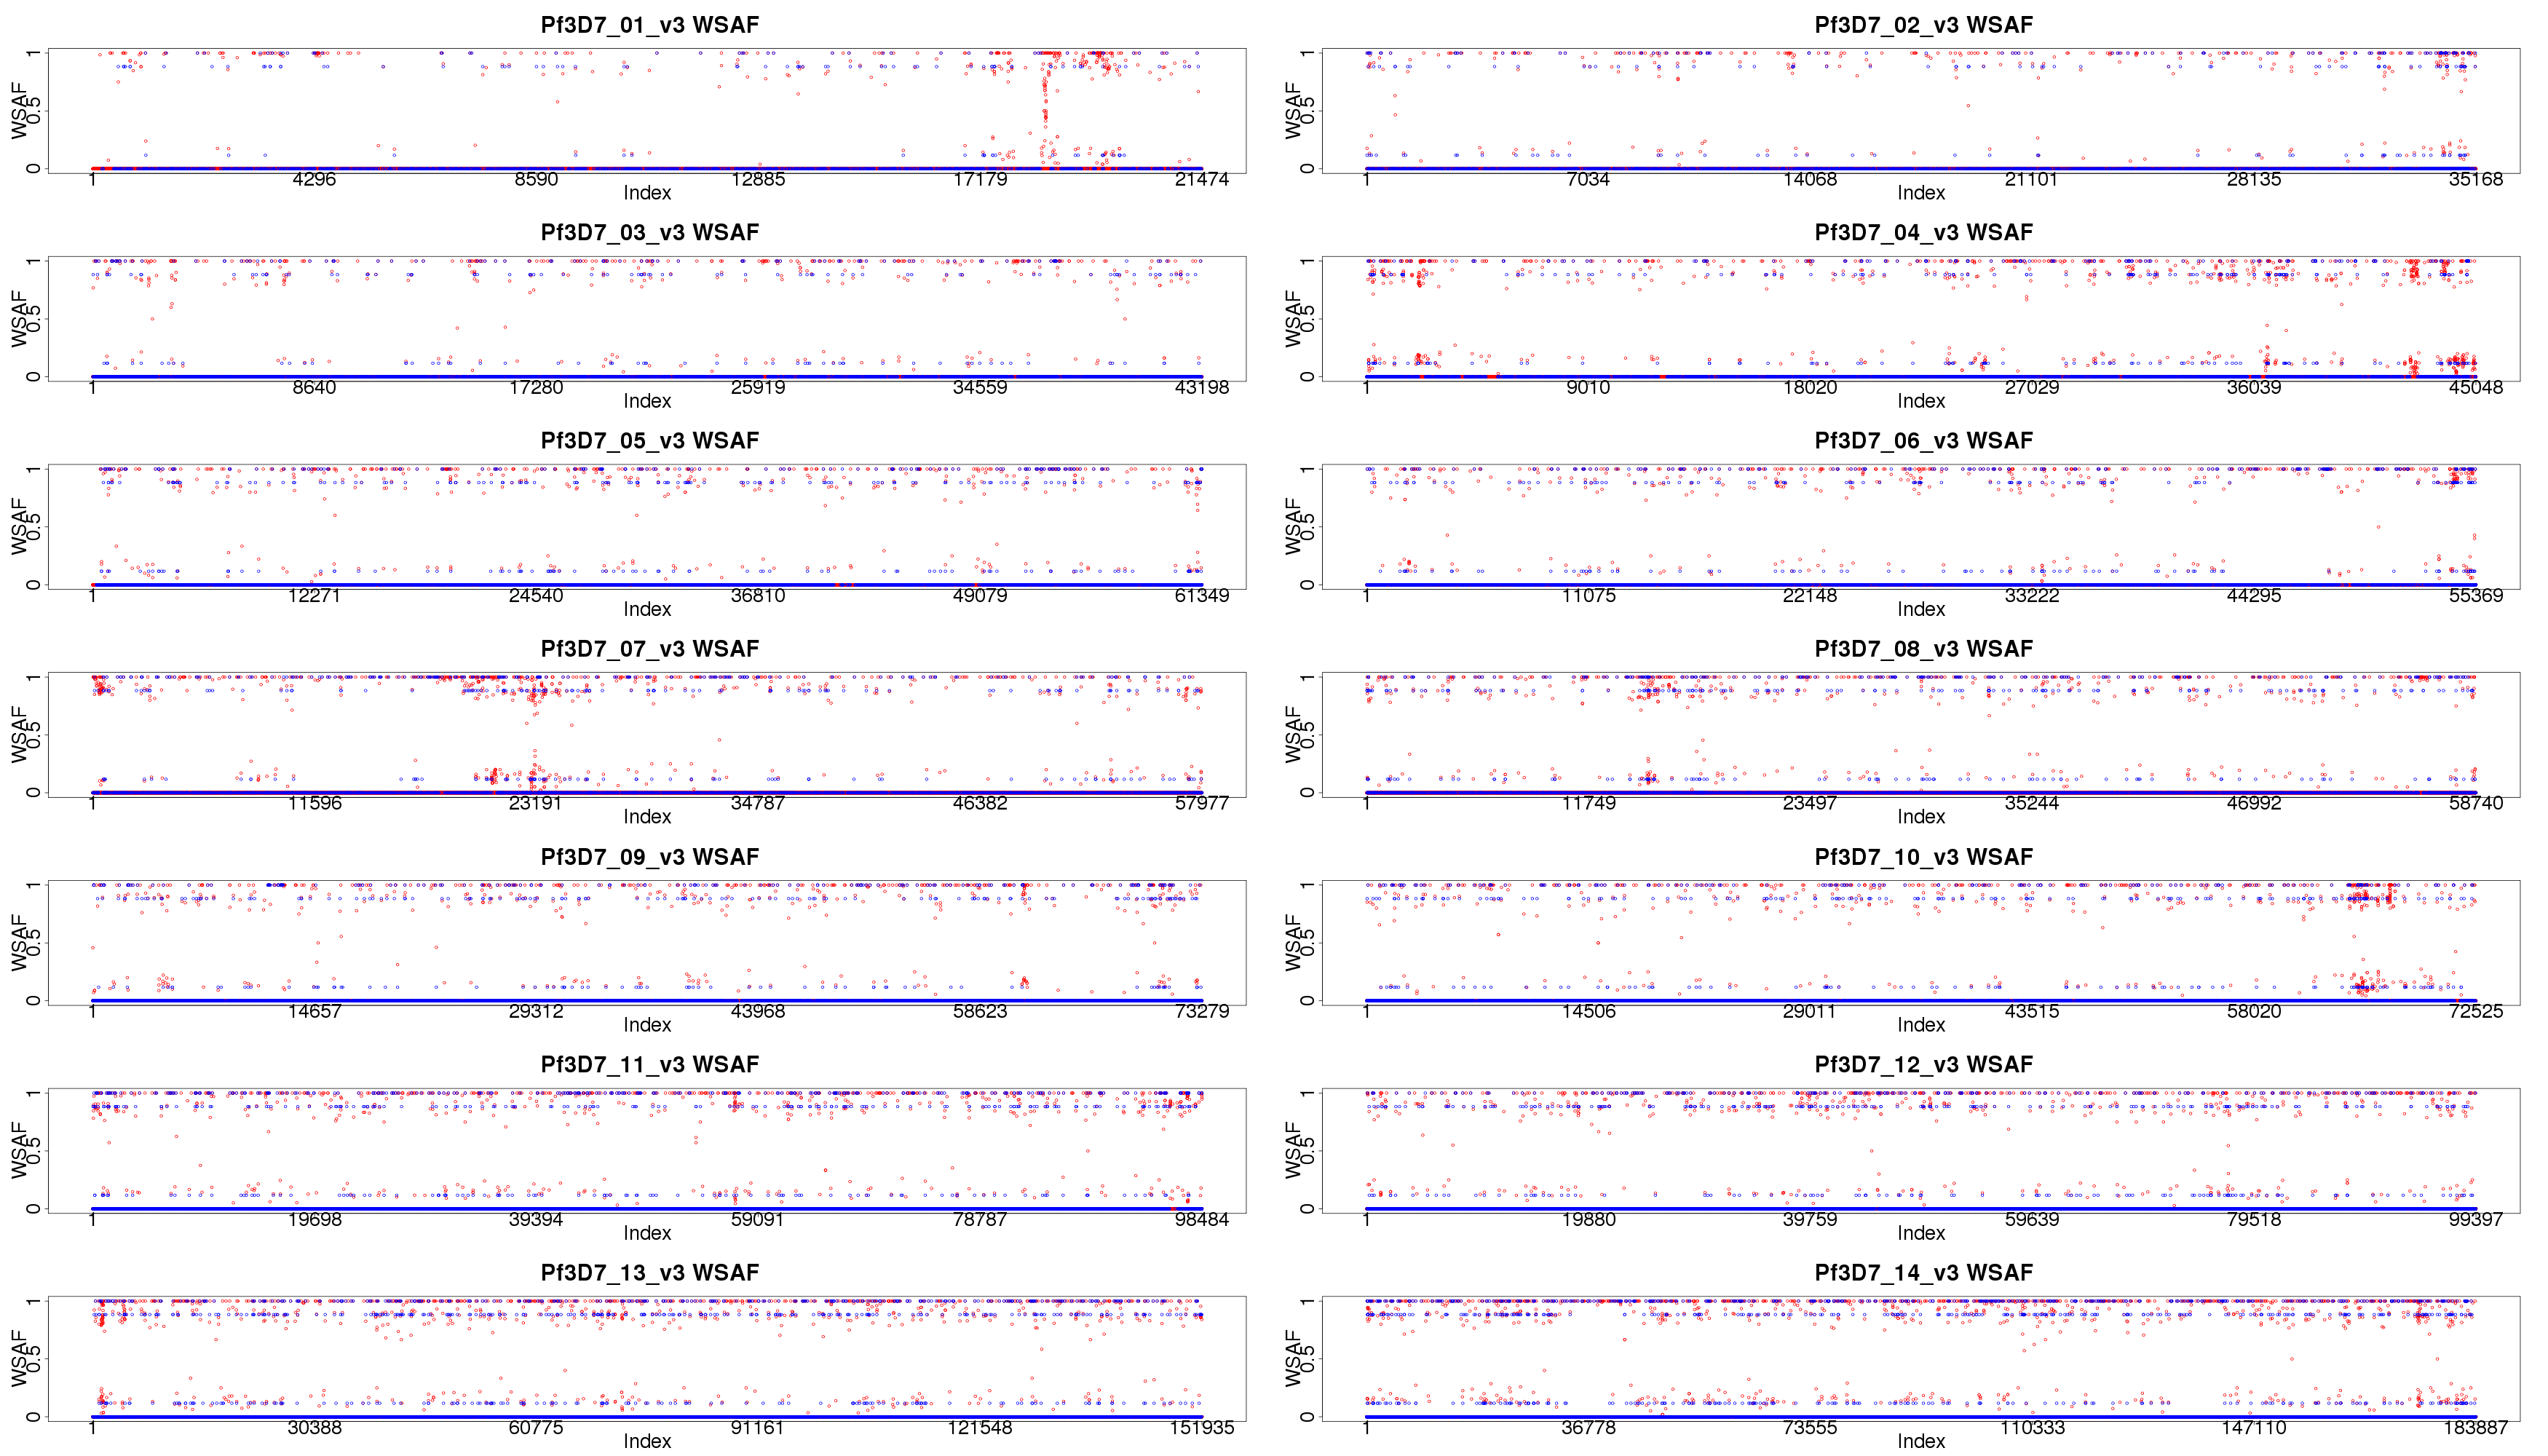 Pf3D7_01_v3 WSAF
WSAF
0 0.5 1
1 4296 8590 12885 17179 21474
Index
Pf3D7_02_v3 WSAF
WSAF
0 0.5 1
1 7034 14068 21101 28135 35168
Index
Pf3D7_03_v3 WSAF
WSAF
0 0.5 1
1 8640 17280 25919 34559 43198
Index
Pf3D7_04_v3 WSAF
WSAF
0 0.5 1
1 9010 18020 27029 36039 45048
Index
Pf3D7_05_v3 WSAF
WSAF
0 0.5 1
1 12271 24540 36810 49079 61349
Index
Pf3D7_06_v3 WSAF
WSAF
0 0.5 1
1 11075 22148 33222 44295 55369
Index
Pf3D7_07_v3 WSAF
WSAF
0 0.5 1
1 11596 23191 34787 46382 57977
Index
Pf3D7_08_v3 WSAF
WSAF
0 0.5 1
1 11749 23497 35244 46992 58740
Index
Pf3D7_09_v3 WSAF
WSAF
0 0.5 1
1 14657 29312 43968 58623 73279
Index
Pf3D7_10_v3 WSAF
WSAF
0 0.5 1
1 14506 29011 43515 58020 72525
Index
Pf3D7_11_v3 WSAF
WSAF
0 0.5 1
1 19698 39394 59091 78787 98484
Index
Pf3D7_12_v3 WSAF
WSAF
0 0.5 1
1 19880 39759 59639 79518 99397
Index
Pf3D7_13_v3 WSAF
WSAF
0 0.5 1
1 30388 60775 91161 121548 151935
Index
Pf3D7_14_v3 WSAF
WSAF
0 0.5 1
1 36778 73555 110333 147110 183887
Index